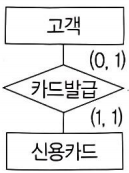 고객
(0, 1)
카드발급
(1, 1)
신용카드